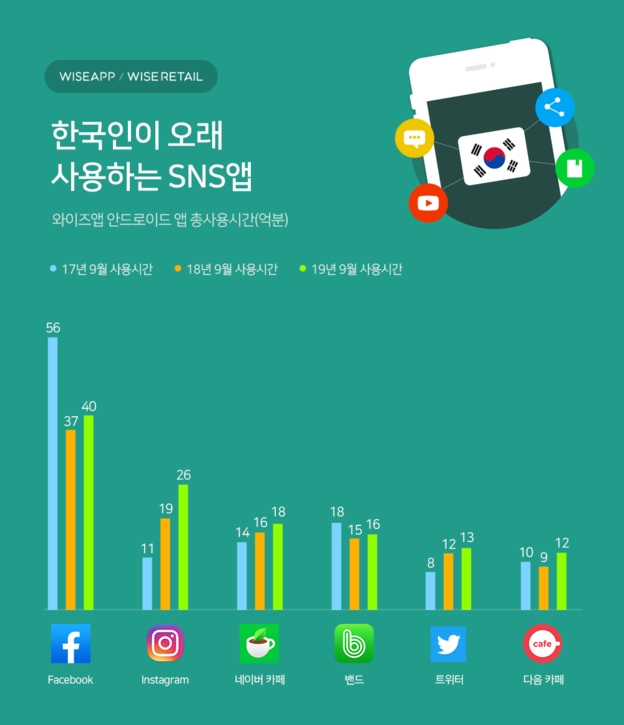 WISEAPP / WISERETAIL
한국인이 오래
사용하는 SNS앱
와이즈앱 안드로이드 앱 총사용시간(억분)
17년 9월 사용시간 18년 9월 사용시간 19년 9월 사용시간
56 37 40
11 19 26
14 16 18
18 15 16
8 12 13
10 9 12
cafe
Facebook Instagram 네이버 카페 밴드 트위터 다음 카페